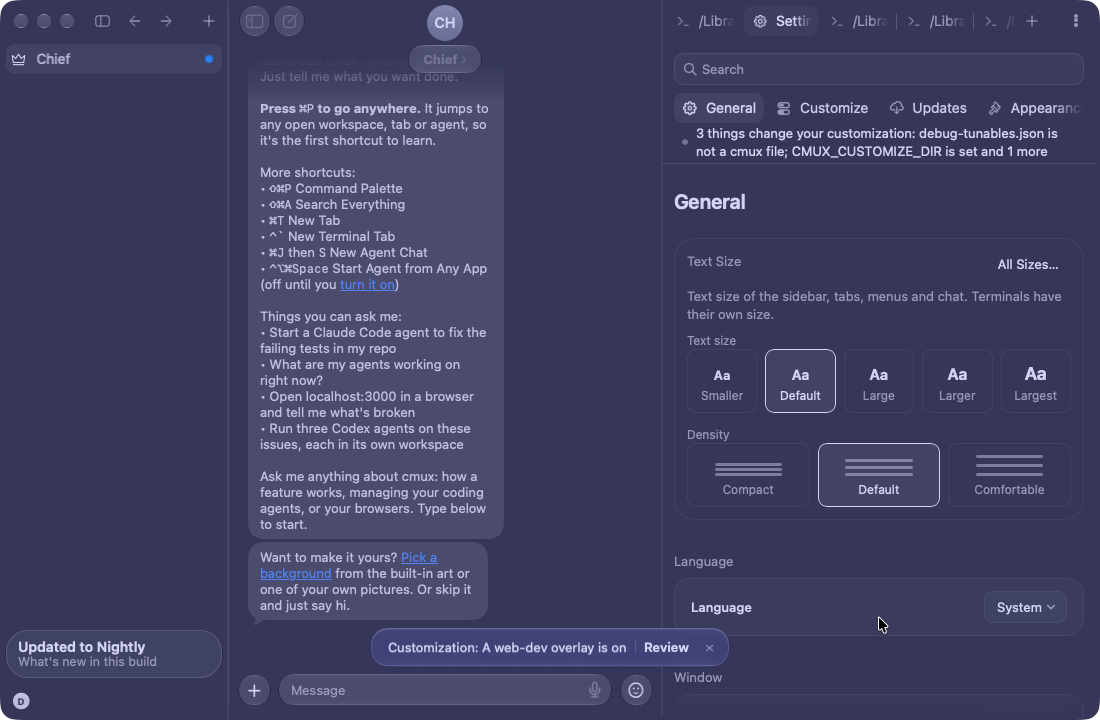 Chief
Updated to Nightly
What's new in this build
D
CH
Chief ›
Just tell me what you want done.
Press ⌘P to go anywhere. It jumps to
any open workspace, tab or agent, so
it's the first shortcut to learn.
More shortcuts:
• ⇧⌘P Command Palette
• ⇧⌘A Search Everything
• ⌘T New Tab
• ^` New Terminal Tab
• ⌘J then S New Agent Chat
• ^⌥⌘Space Start Agent from Any App
(off until you turn it on)
Things you can ask me:
• Start a Claude Code agent to fix the
failing tests in my repo
• What are my agents working on
right now?
• Open localhost:3000 in a browser
and tell me what's broken
• Run three Codex agents on these
issues, each in its own workspace
Ask me anything about cmux: how a
feature works, managing your coding
agents, or your browsers. Type below
to start.
Want to make it yours? Pick a
background from the built-in art or
one of your own pictures. Or skip it
and just say hi.
Customization: A web-dev overlay is on Review ×
Message
/Libra Settin /Libra /Libra
Search
General Customize Updates Appearanc
3 things change your customization: debug-tunables.json is
not a cmux file; CMUX_CUSTOMIZE_DIR is set and 1 more
General
Text Size All Sizes...
Text size of the sidebar, tabs, menus and chat. Terminals have
their own size.
Text size
Aa Aa Aa Aa Aa
Smaller Default Large Larger Largest
Density
Compact Default Comfortable
Language
Language System
Window